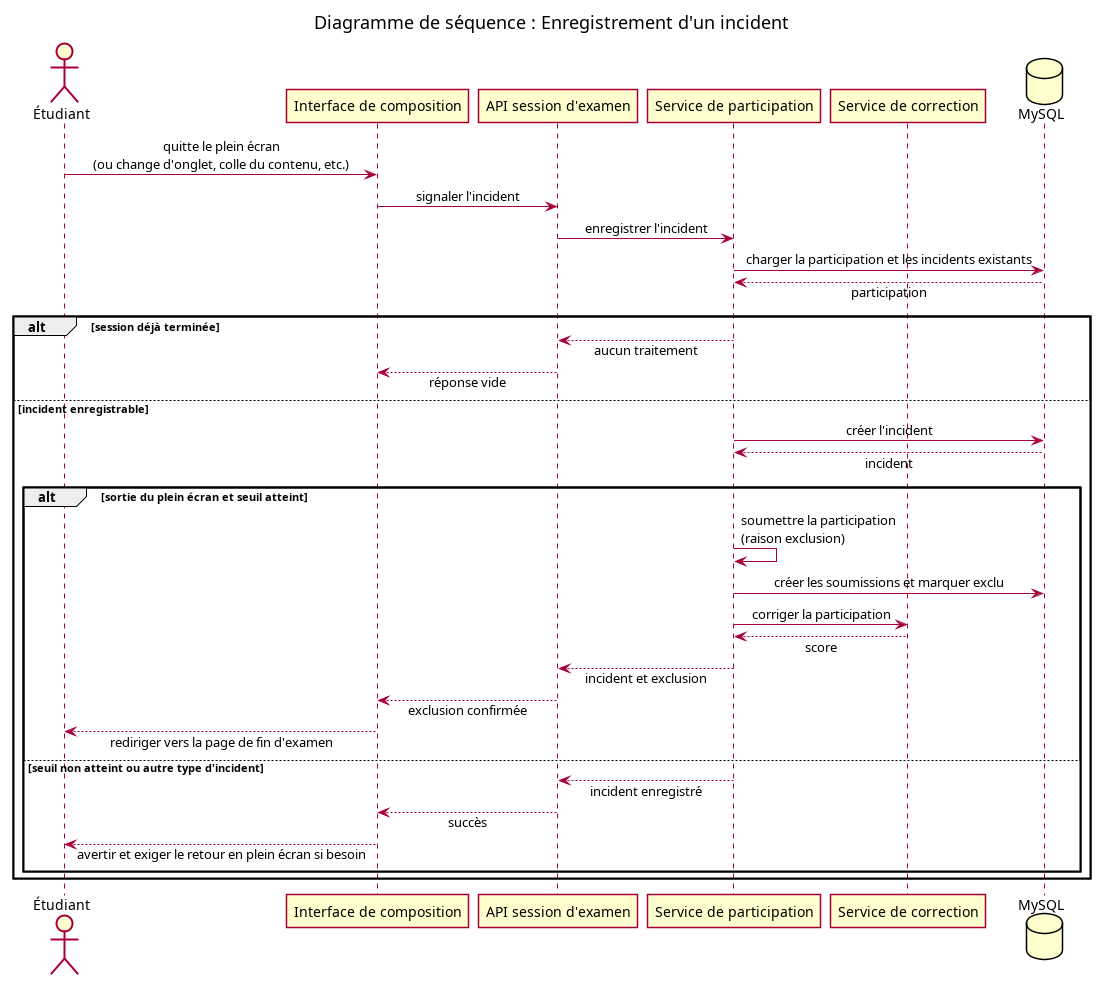 Diagramme de séquence : Enregistrement d'un incident
Étudiant
Interface de composition
API session d'examen
Service de participation
Service de correction
MySQL
quitte le plein écran
(ou change d'onglet, colle du contenu, etc.)
signaler l'incident
enregistrer l'incident
charger la participation et les incidents existants
participation
alt
[session déjà terminée]
aucun traitement
réponse vide
[incident enregistrable]
créer l'incident
incident
alt
[sortie du plein écran et seuil atteint]
soumettre la participation
(raison exclusion)
créer les soumissions et marquer exclu
corriger la participation
score
incident et exclusion
exclusion confirmée
rediriger vers la page de fin d'examen
[seuil non atteint ou autre type d'incident]
incident enregistré
succès
avertir et exiger le retour en plein écran si besoin
Étudiant
Interface de composition
API session d'examen
Service de participation
Service de correction
MySQL